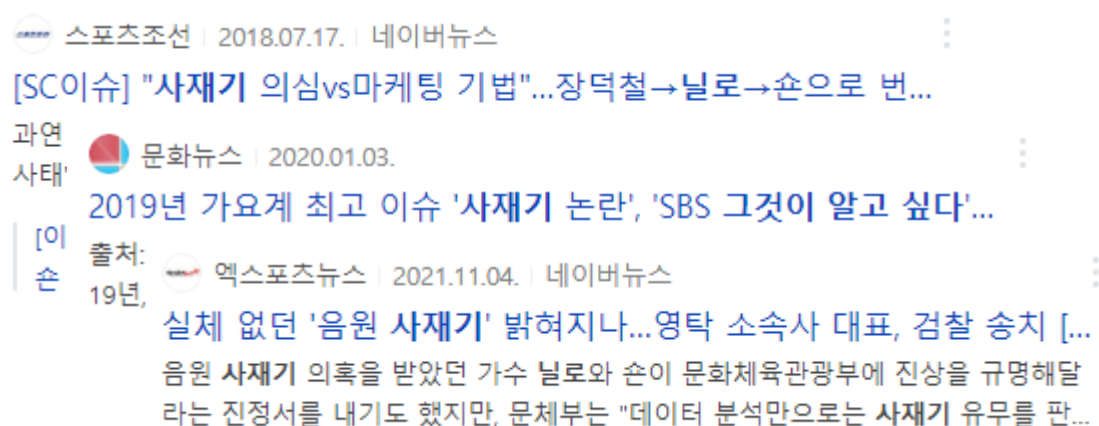 스포츠조선 2018.07.17. 네이버뉴스
[SC이슈] "사재기 의심vs마케팅 기법"...장덕철→닐로→숀으로 번...
과연
사태'
[이
숀
문화뉴스 2020.01.03.
2019년 가요계 최고 이슈 '사재기 논란', 'SBS 그것이 알고 싶다'...
출처:
19년,
엑스포츠뉴스 2021.11.04. 네이버뉴스
실체 없던 '음원 사재기' 밝혀지나...영탁 소속사 대표, 검찰 송치 [...
음원 사재기 의혹을 받았던 가수 닐로와 숀이 문화체육관광부에 진상을 규명해달
라는 진정서를 내기도 했지만, 문체부는 "데이터 분석만으로는 사재기 유무를 판...